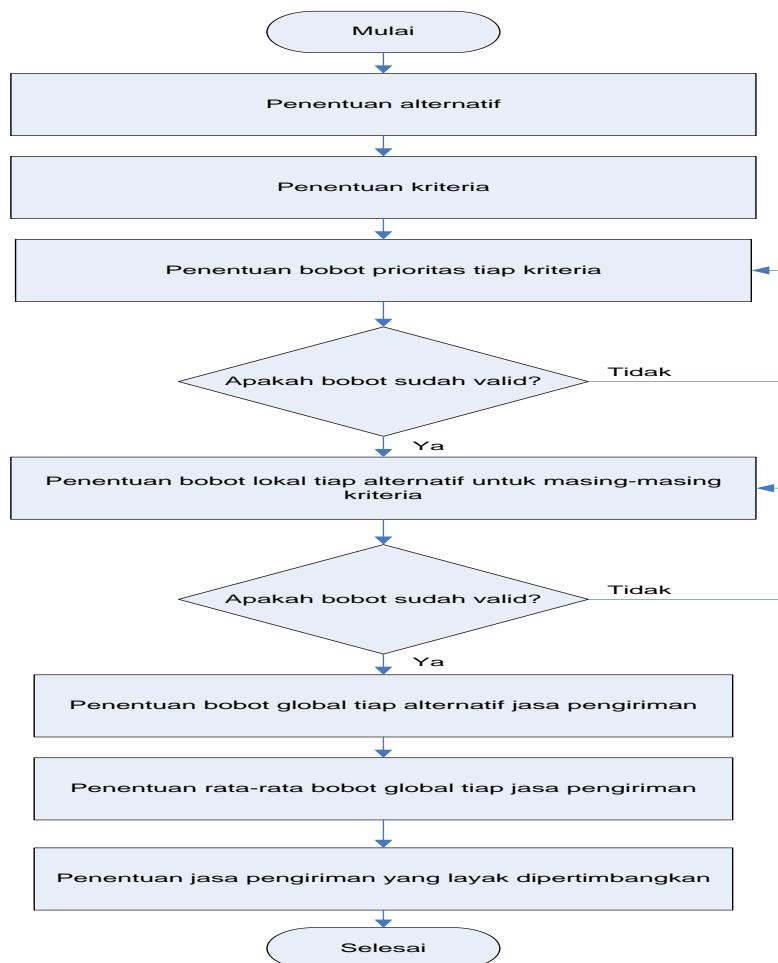 Mulai
Penentuan alternatif
Penentuan kriteria
Penentuan bobot prioritas tiap kriteria
Apakah bobot sudah valid?
Tidak
Ya
Penentuan bobot lokal tiap alternatif untuk masing-masing
kriteria
Apakah bobot sudah valid?
Tidak
Ya
Penentuan bobot global tiap alternatif jasa pengiriman
Penentuan rata-rata bobot global tiap jasa pengiriman
Penentuan jasa pengiriman yang layak dipertimbangkan
Selesai